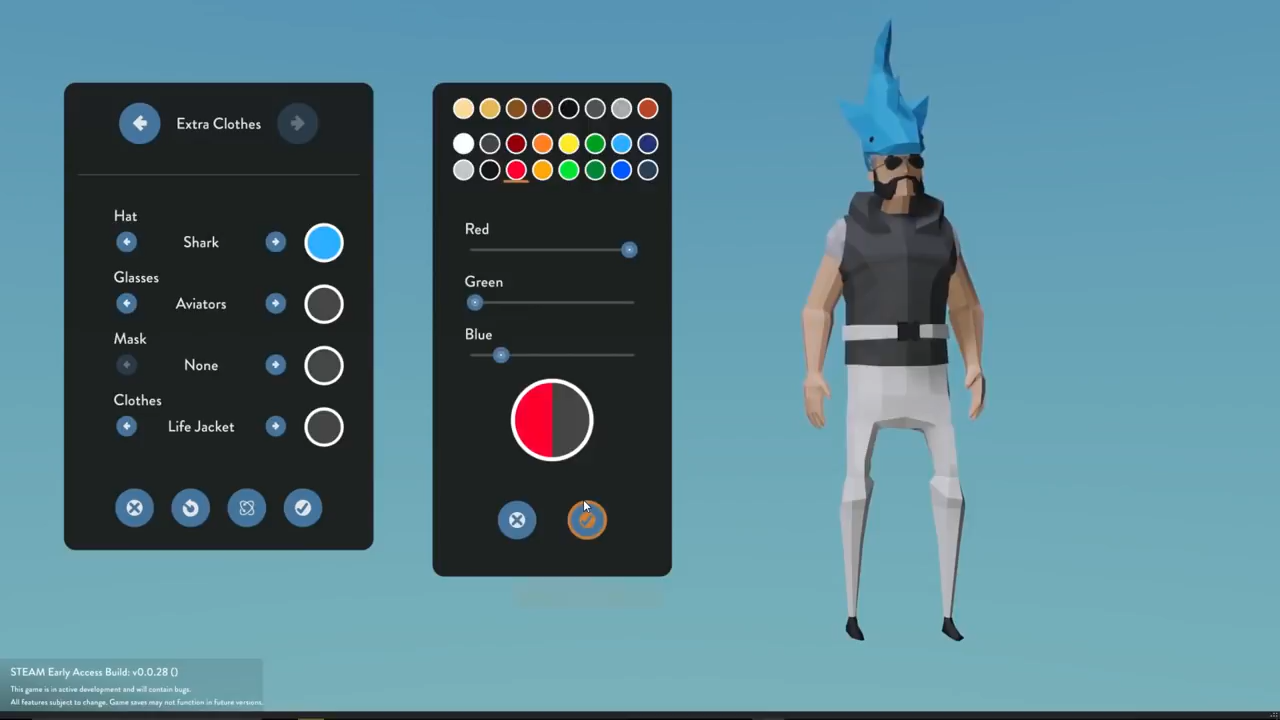 Extra Clothes
Hat
Shark
Glasses
Aviators
Mask
None
Clothes
Life Jacket
Red
Green
Blue
STEAM Early Access Build: v0.0.28 ()
This game is in active development and will contain bugs.
All features subject to change. Game saves may not function in future versions.